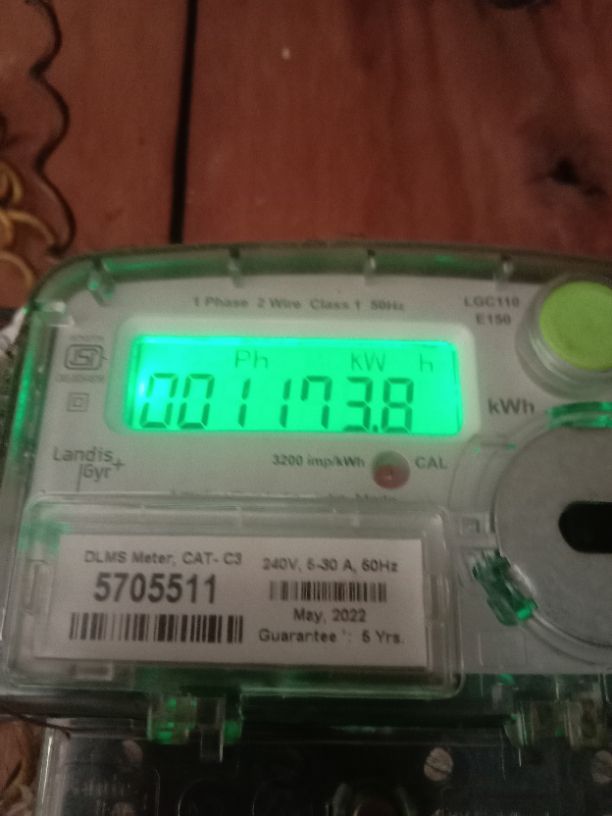 1 Phase 2 Wire Class 1 50Hz
LGC110
E150
Ph kW h
001173.8
kWh
Landis
Gyr+
3200 imp/kWh CAL
DLMS Meter, CAT- C3
5705511
240V, 5-30 A, 50Hz
May, 2022
Guarantee : 5 Yrs.